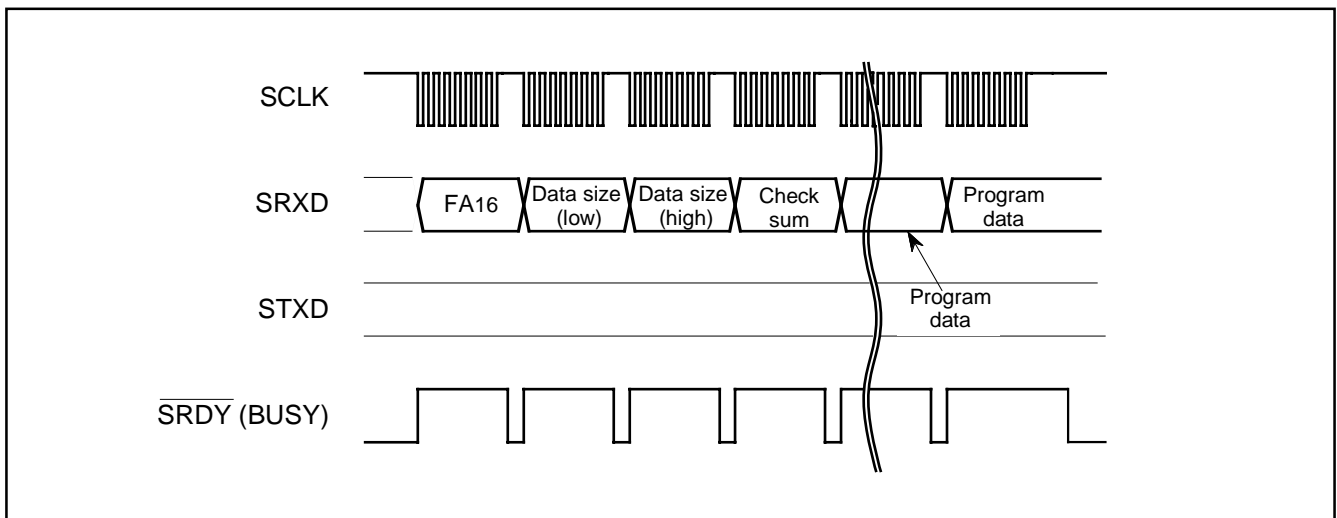 SCLK
SRXD
FA16
Data size
(low)
Data size
(high)
Check
sum
Program
data
STXD
Program
data
SRDY (BUSY)